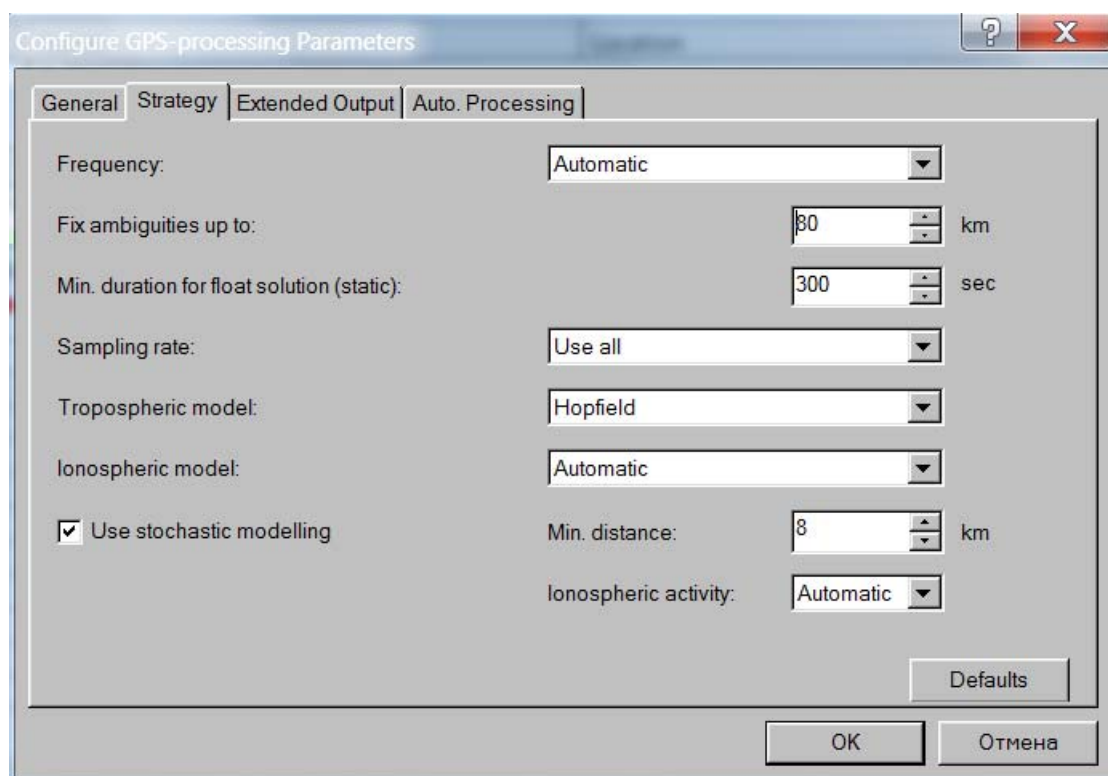 Configure GPS-processing Parameters
Location
General Strategy Extended Output Auto. Processing
Frequency: Automatic
Fix ambiguities up to: 80 km
Min. duration for float solution (static): 300 sec
Sampling rate: Use all
Tropospheric model: Hopfield
Ionospheric model: Automatic
Use stochastic modelling Min. distance: 8 km
Ionospheric activity: Automatic
Defaults
OK Отмена